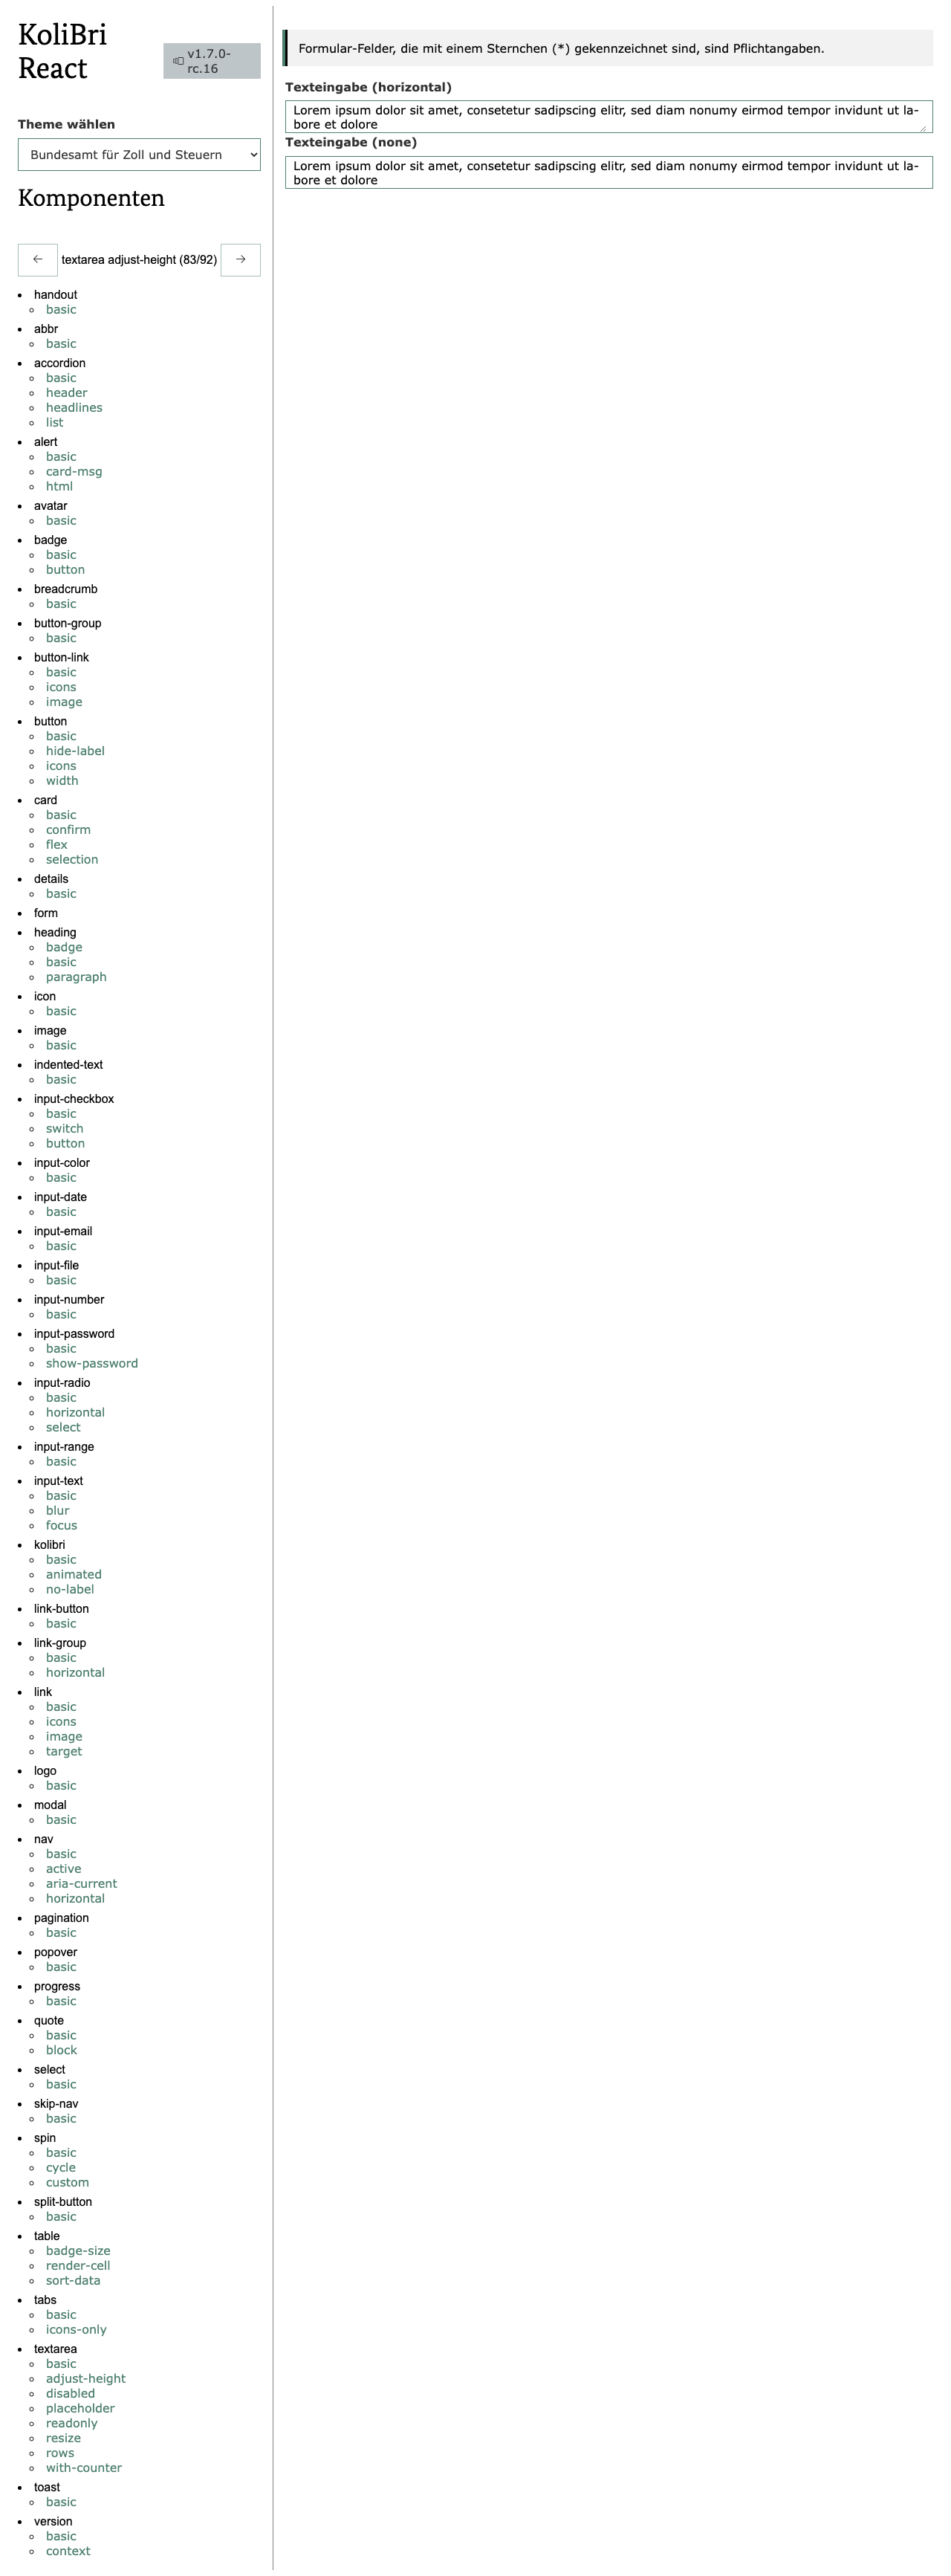 KoliBri
React
v1.7.0-
rc.16
Theme wählen
Bundesamt für Zoll und Steuern
Komponenten
← textarea adjust-height (83/92) →
handout
basic
abbr
basic
accordion
basic
header
headlines
list
alert
basic
card-msg
html
avatar
basic
badge
basic
button
breadcrumb
basic
button-group
basic
button-link
basic
icons
image
button
basic
hide-label
icons
width
card
basic
confirm
flex
selection
details
basic
form
heading
badge
basic
paragraph
icon
basic
image
basic
indented-text
basic
input-checkbox
basic
switch
button
input-color
basic
input-date
basic
input-email
basic
input-file
basic
input-number
basic
input-password
basic
show-password
input-radio
basic
horizontal
select
input-range
basic
input-text
basic
blur
focus
kolibri
basic
animated
no-label
link-button
basic
link-group
basic
horizontal
link
basic
icons
image
target
logo
basic
modal
basic
nav
basic
active
aria-current
horizontal
pagination
basic
popover
basic
progress
basic
quote
basic
block
select
basic
skip-nav
basic
spin
basic
cycle
custom
split-button
basic
table
badge-size
render-cell
sort-data
tabs
basic
icons-only
textarea
basic
adjust-height
disabled
placeholder
readonly
resize
rows
with-counter
toast
basic
version
basic
context
Formular-Felder, die mit einem Sternchen (*) gekennzeichnet sind, sind Pflichtangaben.
Texteingabe (horizontal)
Lorem ipsum dolor sit amet, consetetur sadipscing elitr, sed diam nonumy eirmod tempor invidunt ut la-
bore et dolore
Texteingabe (none)
Lorem ipsum dolor sit amet, consetetur sadipscing elitr, sed diam nonumy eirmod tempor invidunt ut la-
bore et dolore